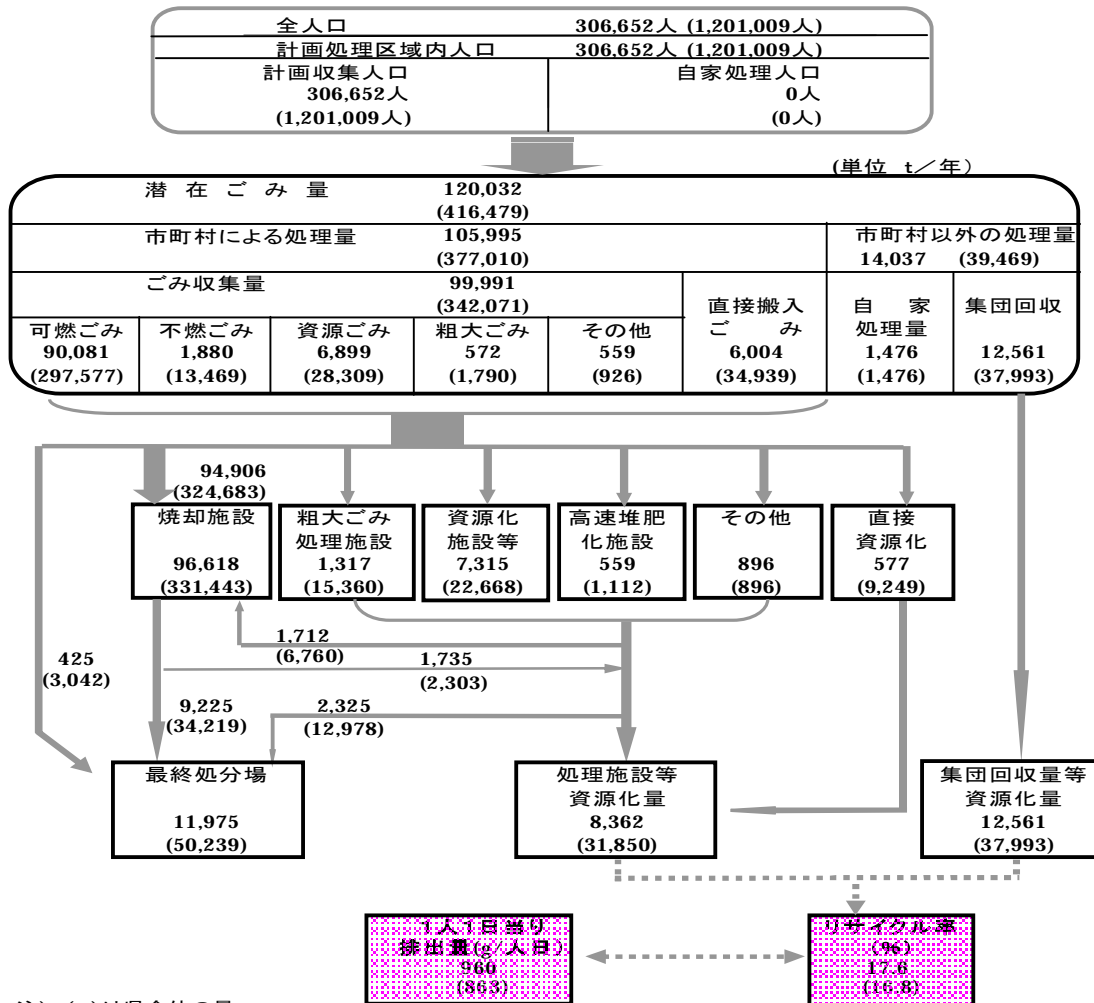 全人口 306,652人 (1,201,009人)
計画処理区域内人口 306,652人 (1,201,009人)
計画収集人口 自家処理人口
306,652人 0人
(1,201,009人) (0人)
(単位 t／年)
潜 在 ご み 量 120,032
(416,479)
市町村による処理量 105,995 市町村以外の処理量
(377,010) 14,037 (39,469)
ごみ収集量 99,991
(342,071)
直接搬入 自 家 集団回収
ご み 処理量
可燃ごみ 不燃ごみ 資源ごみ 粗大ごみ その他
90,081 1,880 6,899 572 559 6,004 1,476 12,561
(297,577) (13,469) (28,309) (1,790) (926) (34,939) (1,476) (37,993)
94,906
(324,683)
焼却施設 粗大ごみ 資源化 高速堆肥 その他 直接
処理施設 施設等 化施設 資源化
96,618 1,317 7,315 559 896 577
(331,443) (15,360) (22,668) (1,112) (896) (9,249)
1,712
(6,760)
1,735
(2,303)
425
(3,042)
9,225
(34,219)
2,325
(12,978)
最終処分場 処理施設等 集団回収量等
資源化量 資源化量
11,975 8,362 12,561
(50,239) (31,850) (37,993)
1人1日当り リサイクル率
排出量(g/人日) (%)
960 17.6
(863) (16.8)